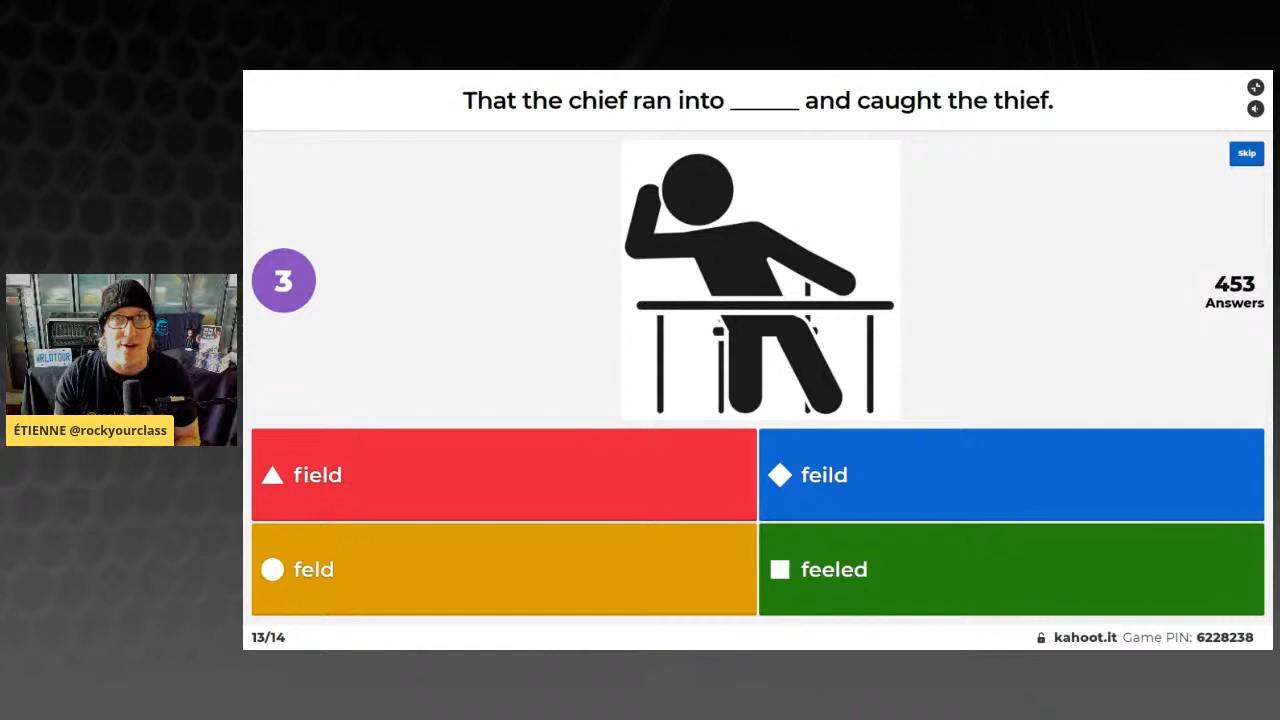 That the chief ran into ______ and caught the thief.
Skip
3
453
Answers
WRLDTOUR
ÉTIENNE @rockyourclass
field
feild
feld
feeled
13/14
kahoot.it Game PIN: 6228238